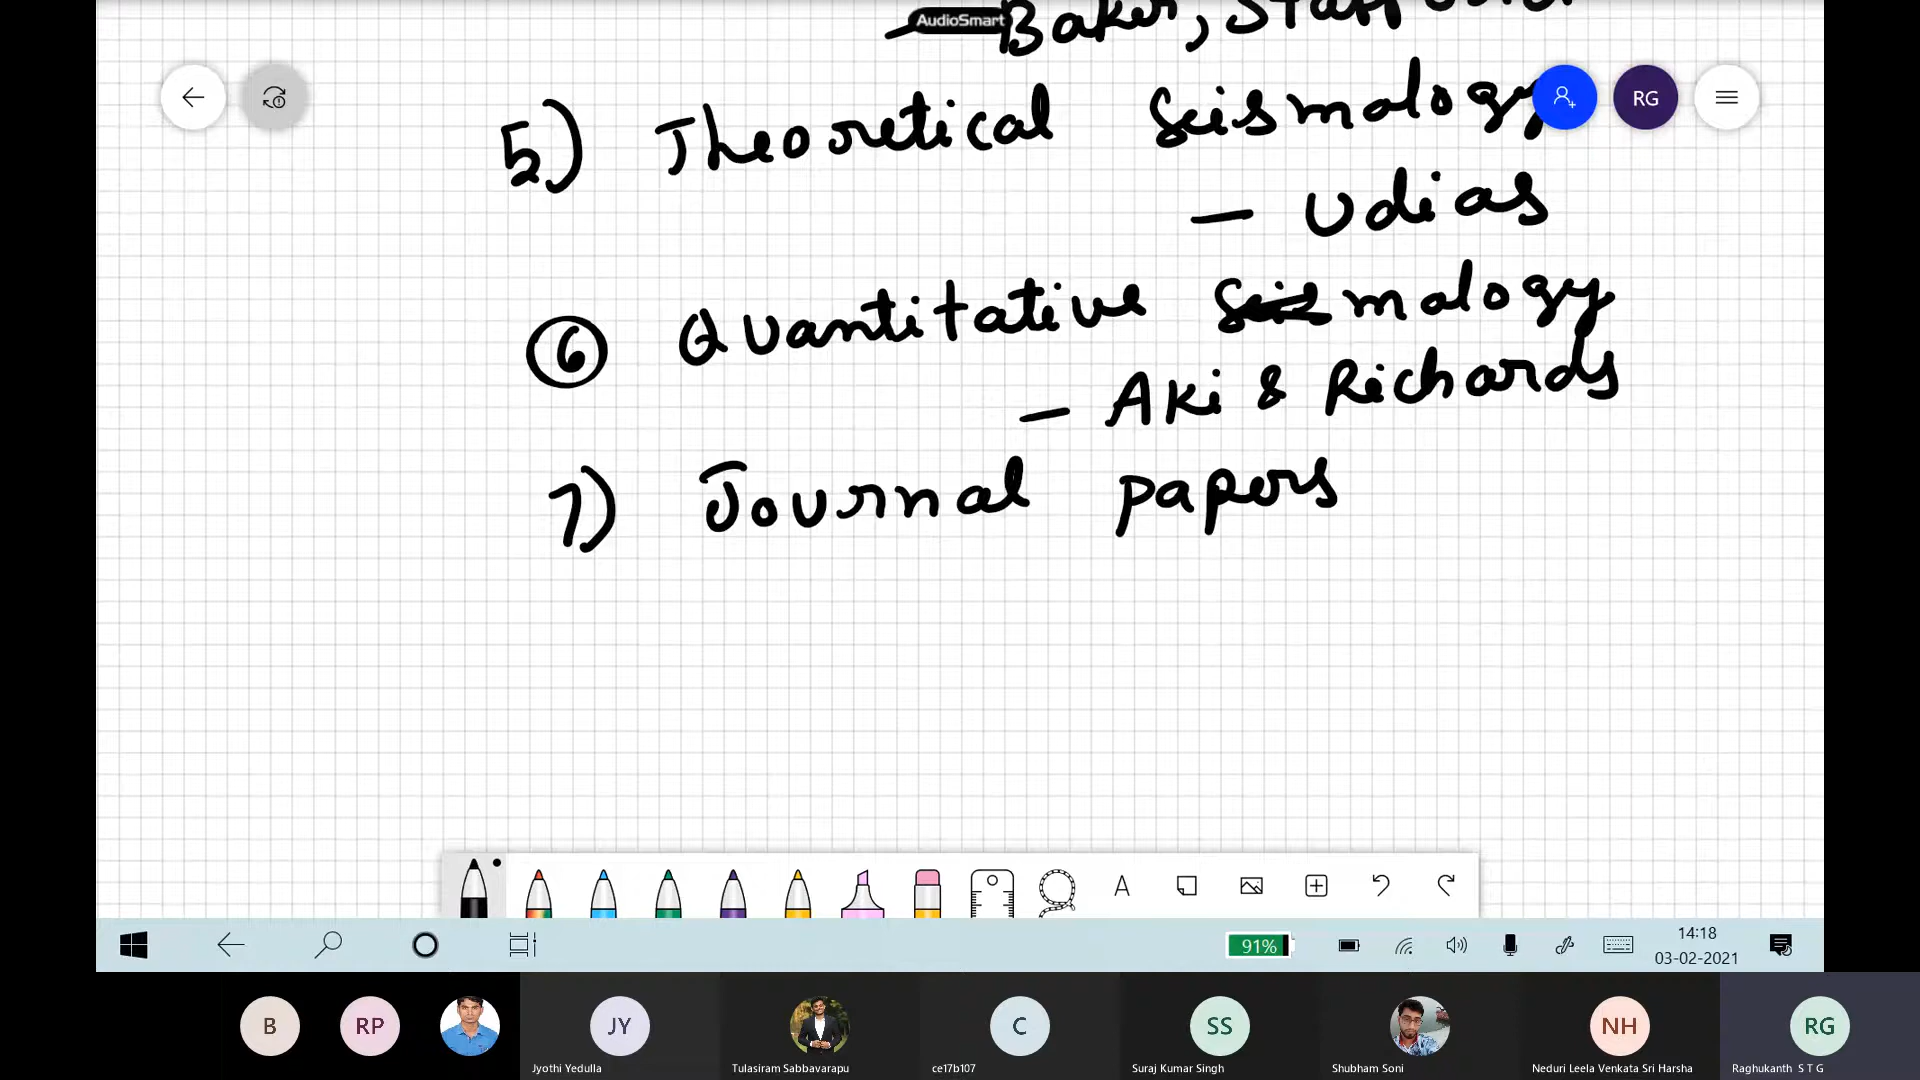 AudioSmart
— Baker, Stafford
5) Theoretical Seismology
RG
— Udias
⑥ Quantitative Seismology
— Aki & Richards
7) Journal papers
A
91%
14:18
03-02-2021
B
RP
JY
C
SS
NH
RG
Jyothi Yedulla
Tulasiram Sabbavarapu
ce17b107
Suraj Kumar Singh
Shubham Soni
Neduri Leela Venkata Sri Harsha
Raghukanth S T G